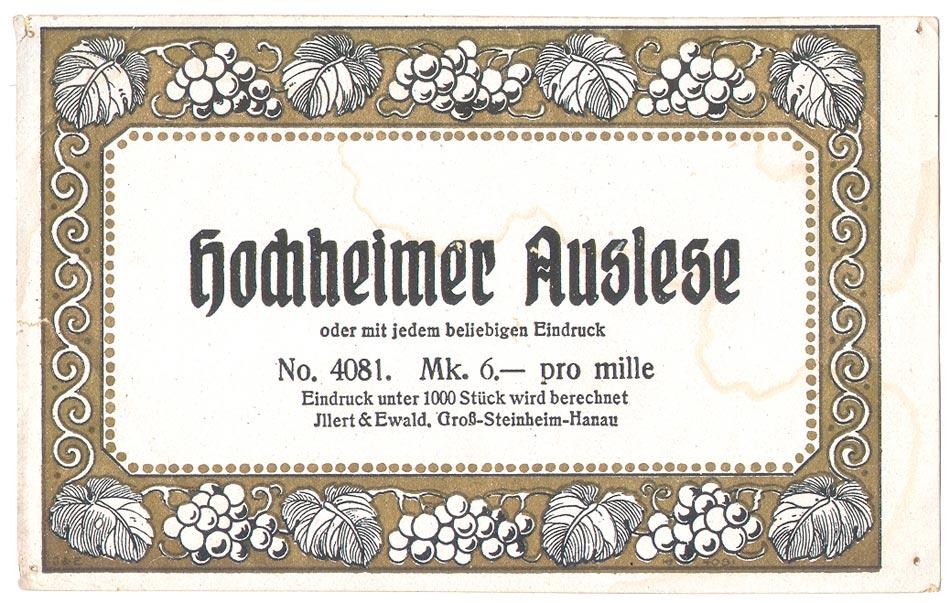 Hochheimer Auslese
oder mit jedem beliebigen Eindruck
No. 4081. Mk. 6.— pro mille
Eindruck unter 1000 Stück wird berechnet
Jllert & Ewald, Groß-Steinheim-Hanau